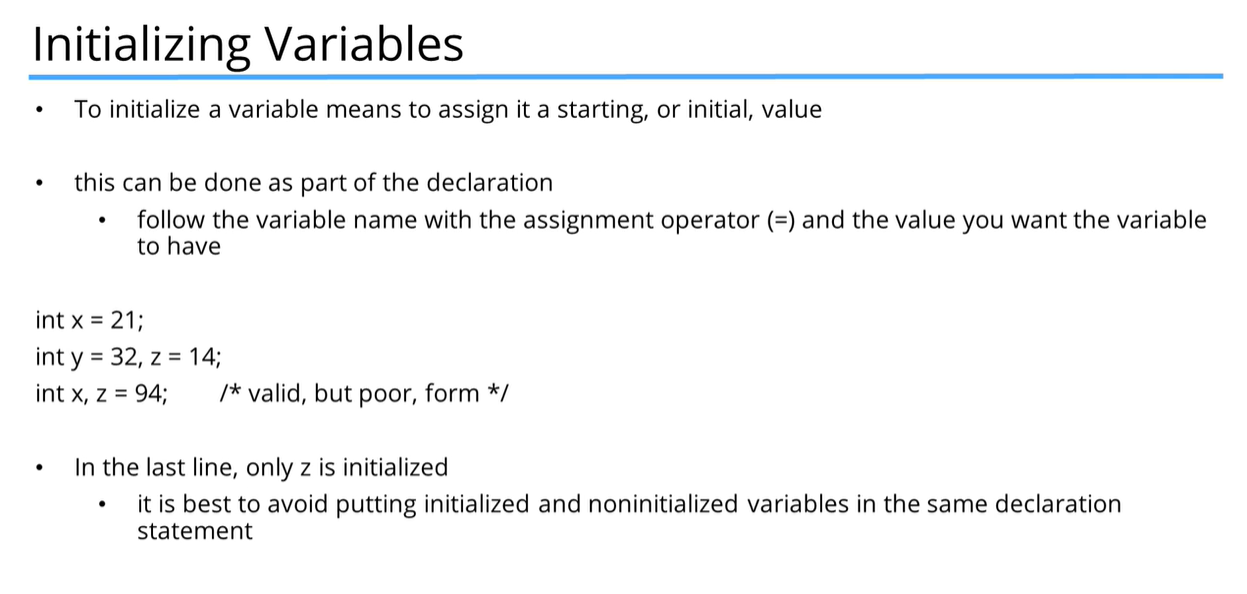 Initializing Variables
• To initialize a variable means to assign it a starting, or initial, value
• this can be done as part of the declaration
• follow the variable name with the assignment operator (=) and the value you want the variable
to have
int x = 21;
int y = 32, z = 14;
int x, z = 94; /* valid, but poor, form */
• In the last line, only z is initialized
• it is best to avoid putting initialized and noninitialized variables in the same declaration
statement